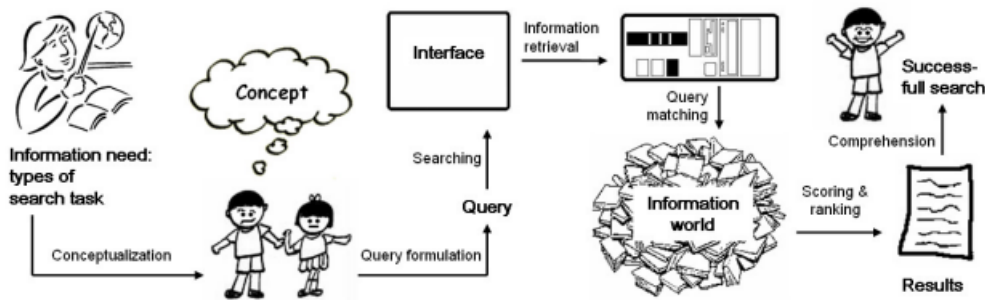 Information need:
types of
search task
Conceptualization
Concept
Query formulation
Query
Searching
Interface
Information
retrieval
Query
matching
Information
world
Scoring &
ranking
Results
Comprehension
Success-
full search